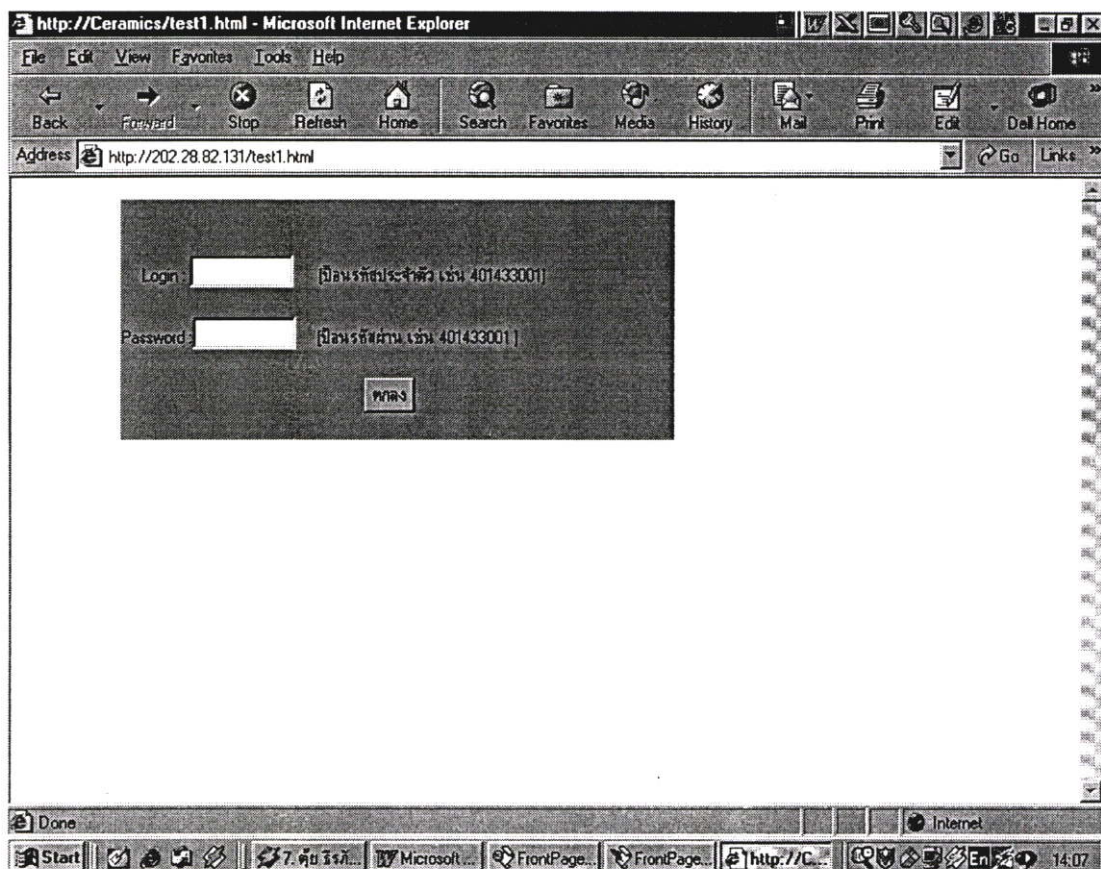 http://Ceramics/test1.html - Microsoft Internet Explorer
File Edit View Favorites Tools Help
Back Forward Stop Refresh Home Search Favorites Media History Mail Print Edit Dell Home
Address http://202.28.82.131/test1.html Go Links
Login : [ป้อนรหัสประจำตัว เช่น 401433001]
Password : [ป้อนรหัสผ่าน เช่น 401433001 ]
ตกลง
Done Internet
Start 7. ตุ้ย Microsoft ... FrontPage... FrontPage... http://C... En 14:07